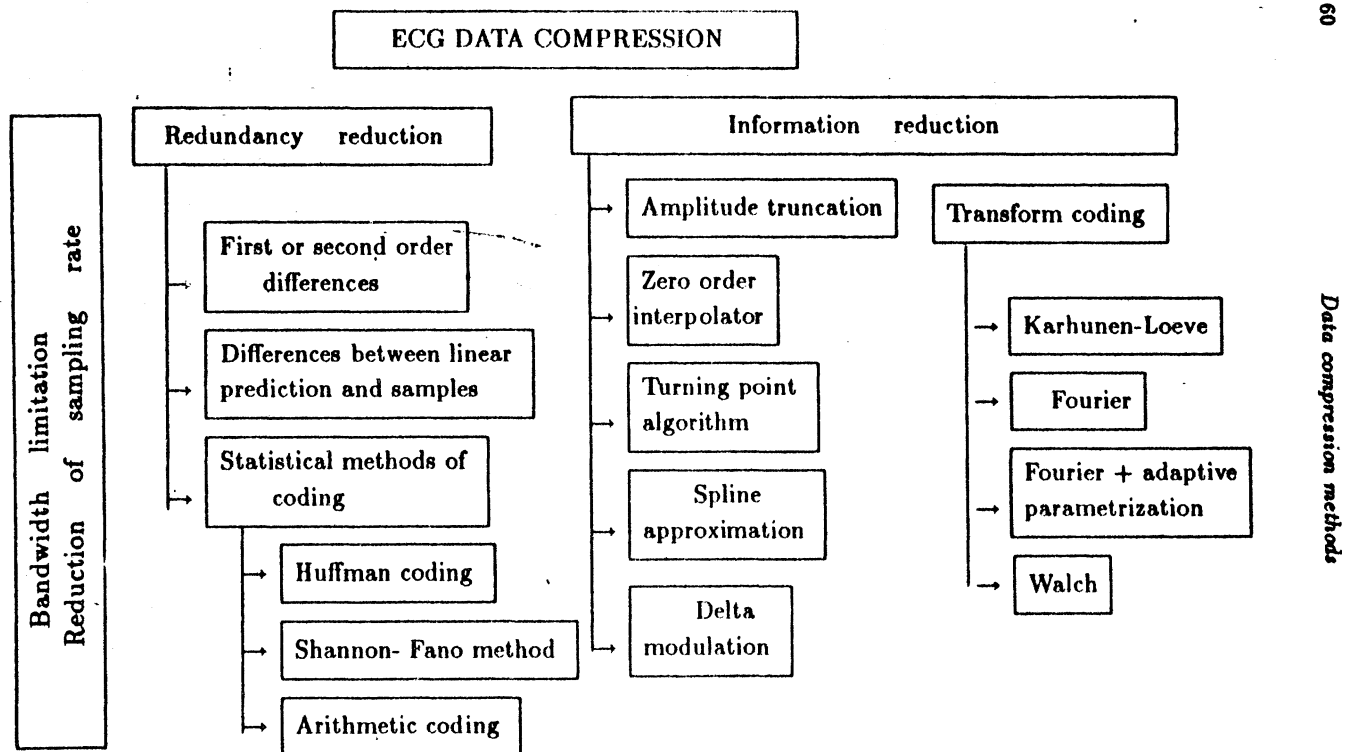 60
Data compression methods
ECG DATA COMPRESSION
Bandwidth limitation
Reduction of sampling rate
Redundancy reduction
First or second order
differences
Differences between linear
prediction and samples
Statistical methods of
coding
Huffman coding
Shannon- Fano method
Arithmetic coding
Information reduction
Amplitude truncation
Zero order
interpolator
Turning point
algorithm
Spline
approximation
Delta
modulation
Transform coding
Karhunen-Loeve
Fourier
Fourier + adaptive
parametrization
Walch